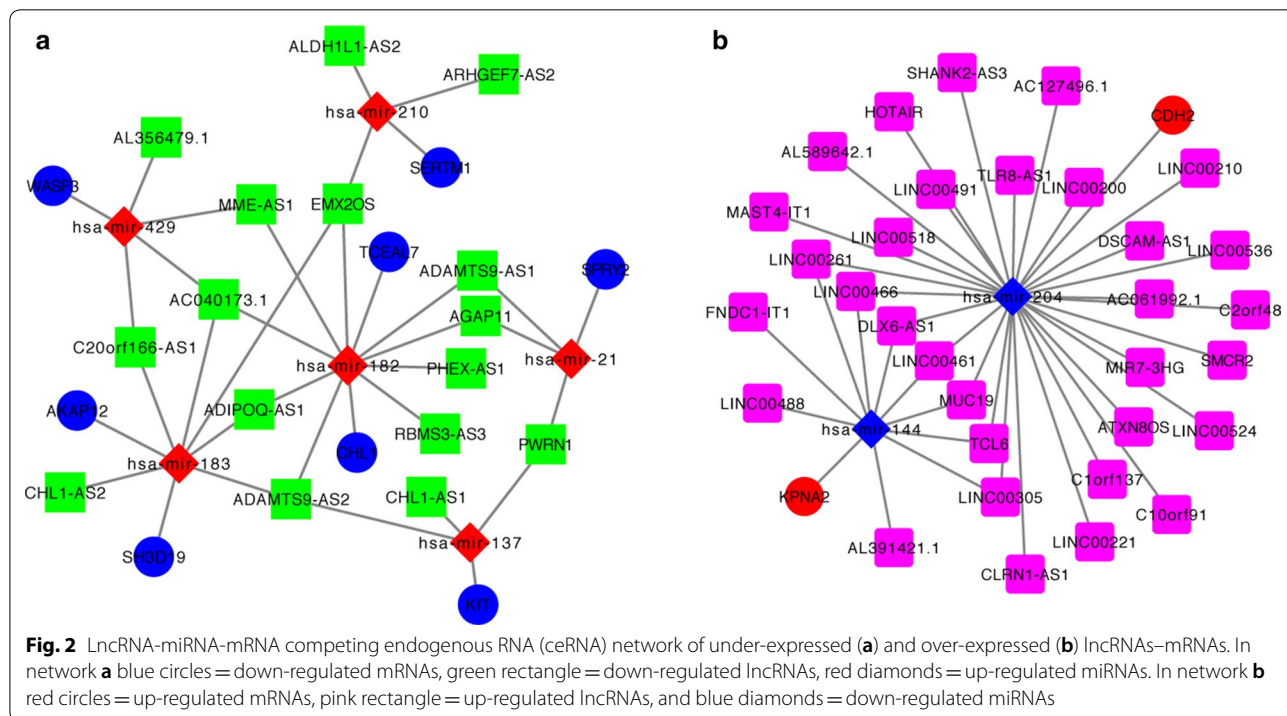 a
ALDH1L1-AS2
ARHGEF7-AS2
hsa-mir-210
AL356479.1
SERTM1
WASF3
MME-AS1
EMX2OS
hsa-mir-429
TCEAL7
ADAMTS9-AS1
SPRY2
AC040173.1
AGAP11
C20orf166-AS1
hsa-mir-182
hsa-mir-21
PHEX-AS1
AKAP12
ADIPOQ-AS1
RBMS3-AS3
PWRN1
CHL1
hsa-mir-183
CHL1-AS2
ADAMTS9-AS2
CHL1-AS1
hsa-mir-137
SH3D19
KIT
b
SHANK2-AS3
AC127496.1
HOTAIR
CDH2
AL589642.1
TLR8-AS1
LINC00210
LINC00491
LINC00200
MAST4-IT1
LINC00518
DSCAM-AS1
LINC00536
LINC00261
LINC00466
hsa-mir-204
AC061992.1
C2orf48
FNDC1-IT1
DLX6-AS1
LINC00461
MIR7-3HG
SMCR2
LINC00488
MUC19
hsa-mir-144
TCL6
ATXN8OS
LINC00524
KPNA2
LINC00305
C1orf137
C10orf91
AL391421.1
LINC00221
CLRN1-AS1
Fig. 2 LncRNA-miRNA-mRNA competing endogenous RNA (ceRNA) network of under-expressed (a) and over-expressed (b) lncRNAs–mRNAs. In
network a blue circles = down-regulated mRNAs, green rectangle = down-regulated lncRNAs, red diamonds = up-regulated miRNAs. In network b
red circles = up-regulated mRNAs, pink rectangle = up-regulated lncRNAs, and blue diamonds = down-regulated miRNAs